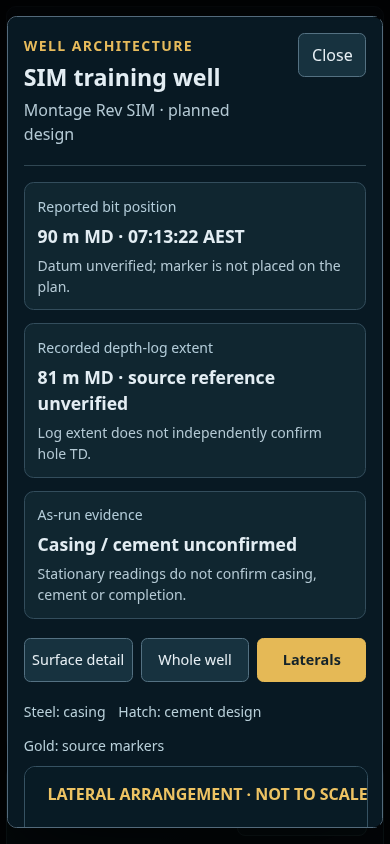 WELL ARCHITECTURE
Close
SIM training well
Montage Rev SIM · planned
design
Reported bit position
90 m MD · 07:13:22 AEST
Datum unverified; marker is not placed on the
plan.
Recorded depth-log extent
81 m MD · source reference
unverified
Log extent does not independently confirm
hole TD.
As-run evidence
Casing / cement unconfirmed
Stationary readings do not confirm casing,
cement or completion.
Surface detail
Whole well
Laterals
Steel: casing Hatch: cement design
Gold: source markers
LATERAL ARRANGEMENT · NOT TO SCALE